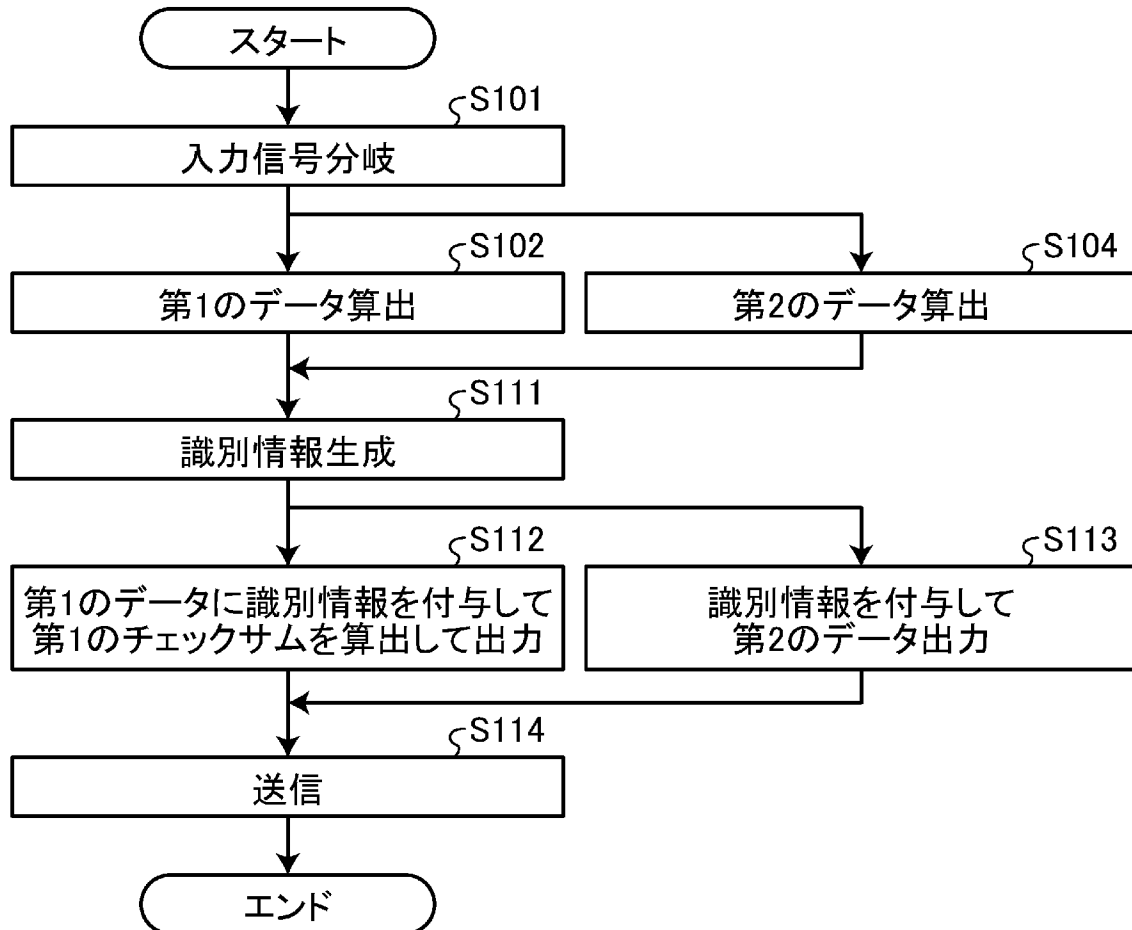 スタート
S101
入力信号分岐
S102
第1のデータ算出
S104
第2のデータ算出
S111
識別情報生成
S112
第1のデータに識別情報を付与して
第1のチェックサムを算出して出力
S113
識別情報を付与して
第2のデータ出力
S114
送信
エンド